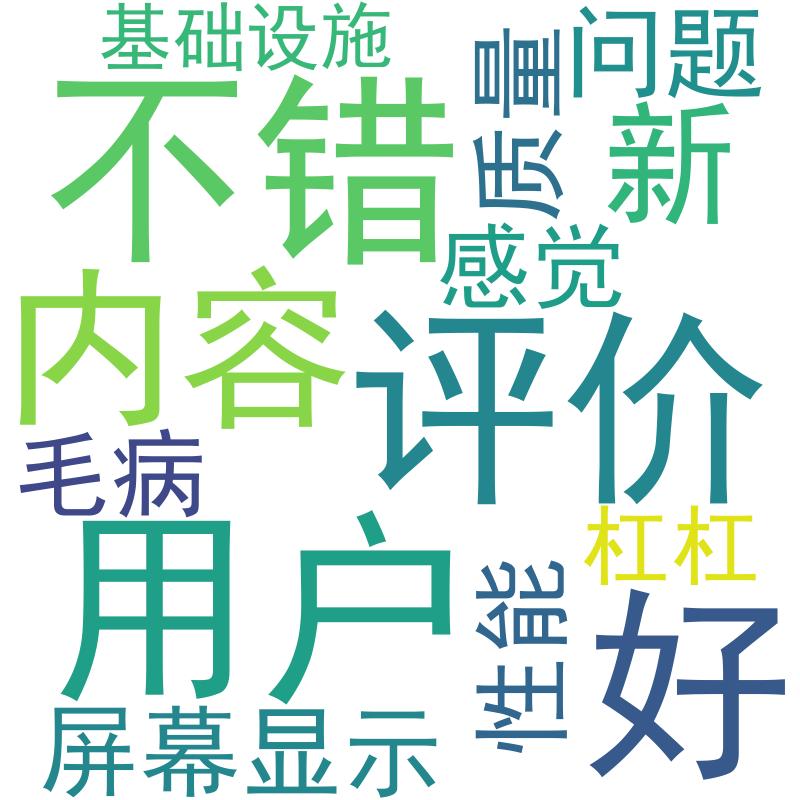 基础设施
质量
问题
不错
新
感觉
内容
评价
毛病
用户
杠杠
性能
好
屏幕显示